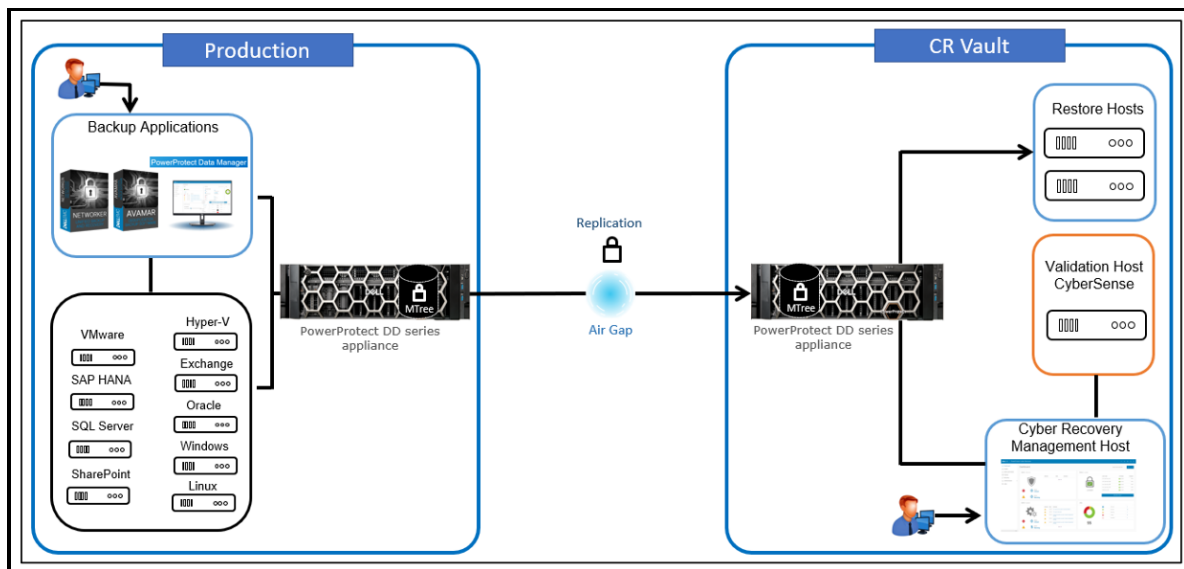 Production
Backup Applications
PowerProtect Data Manager
NETWORKER
AVAMAR
VMware
SAP HANA
SQL Server
SharePoint
Hyper-V
Exchange
Oracle
Windows
Linux
MTree
PowerProtect DD series
appliance
Replication
Air Gap
CR Vault
MTree
PowerProtect DD series
appliance
Restore Hosts
Validation Host
CyberSense
Cyber Recovery
Management Host